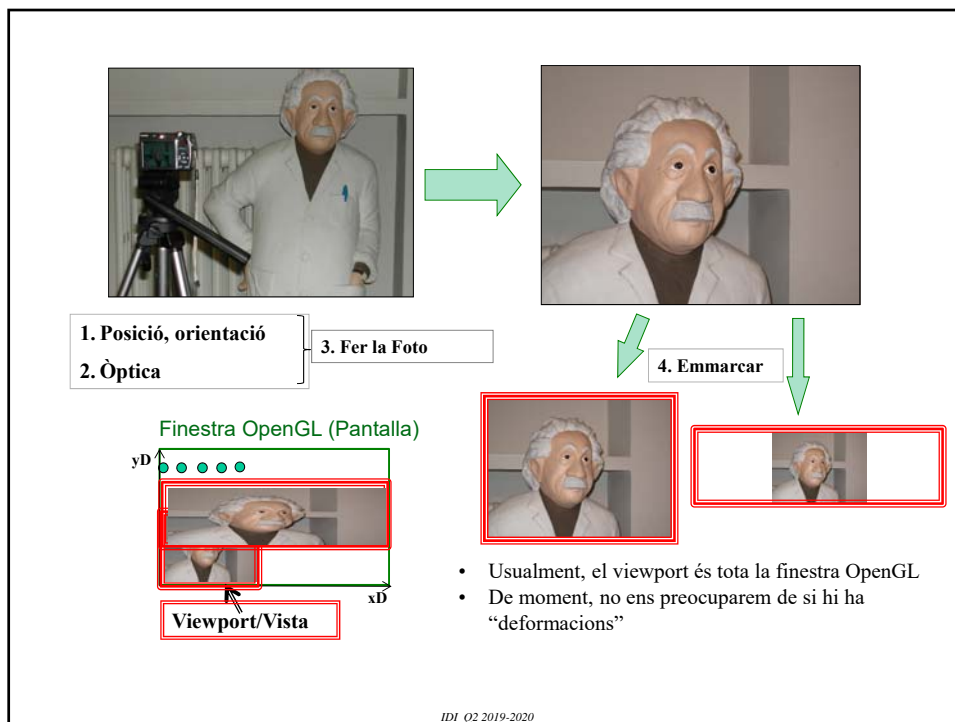 1. Posició, orientació
2. Òptica
3. Fer la Foto
4. Emmarcar
Finestra OpenGL (Pantalla)
yD
xD
Viewport/Vista
• Usualment, el viewport és tota la finestra OpenGL
• De moment, no ens preocuparem de si hi ha
“deformacions”
IDI Q2 2019-2020